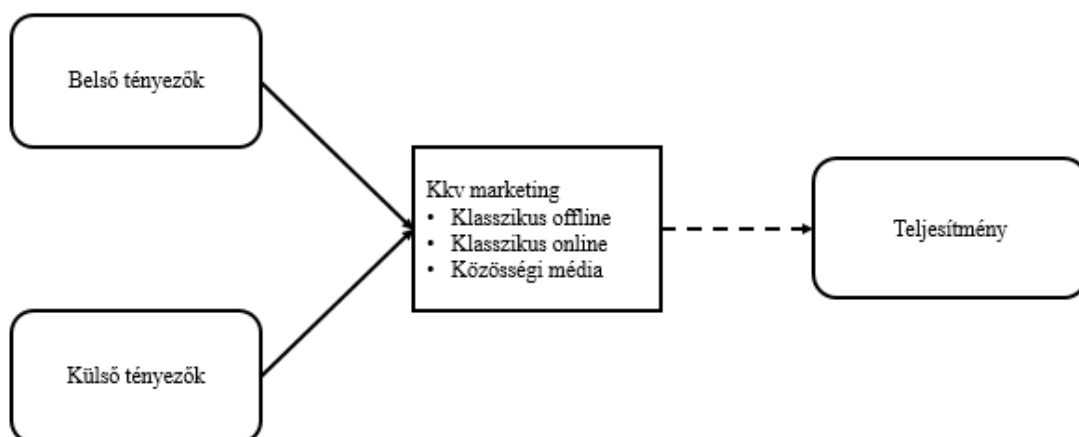 Belső tényezők
Kkv marketing
• Klasszikus offline
• Klasszikus online
• Közösségi média
Teljesítmény
Külső tényezők